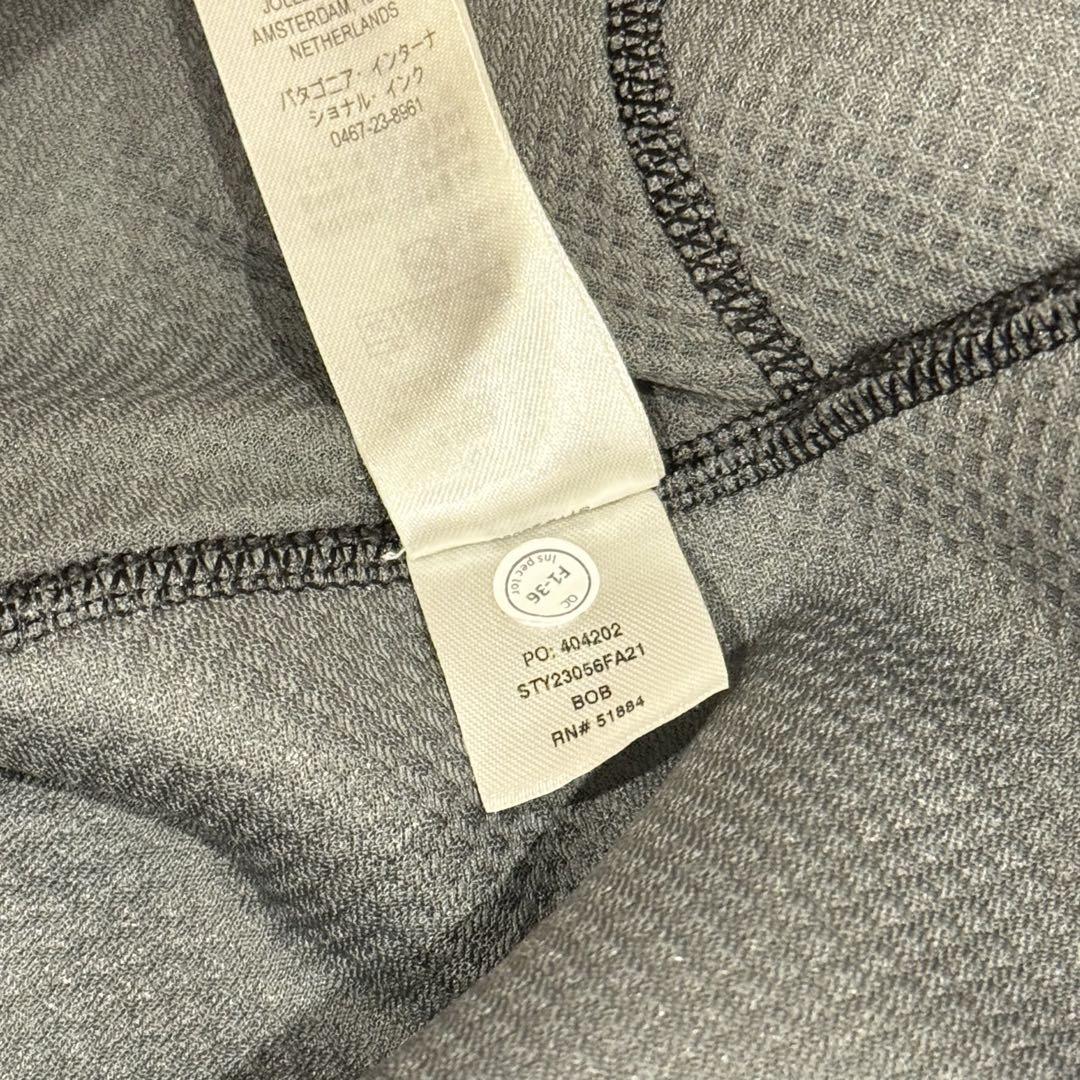 AMSTERDAM,
NETHERLANDS
パタゴニア・インターナ
ショナル・インク
0467-23-8961
QC
F1-36
Inspector
PO: 404202
STY23056FA21
BOB
RN# 51884